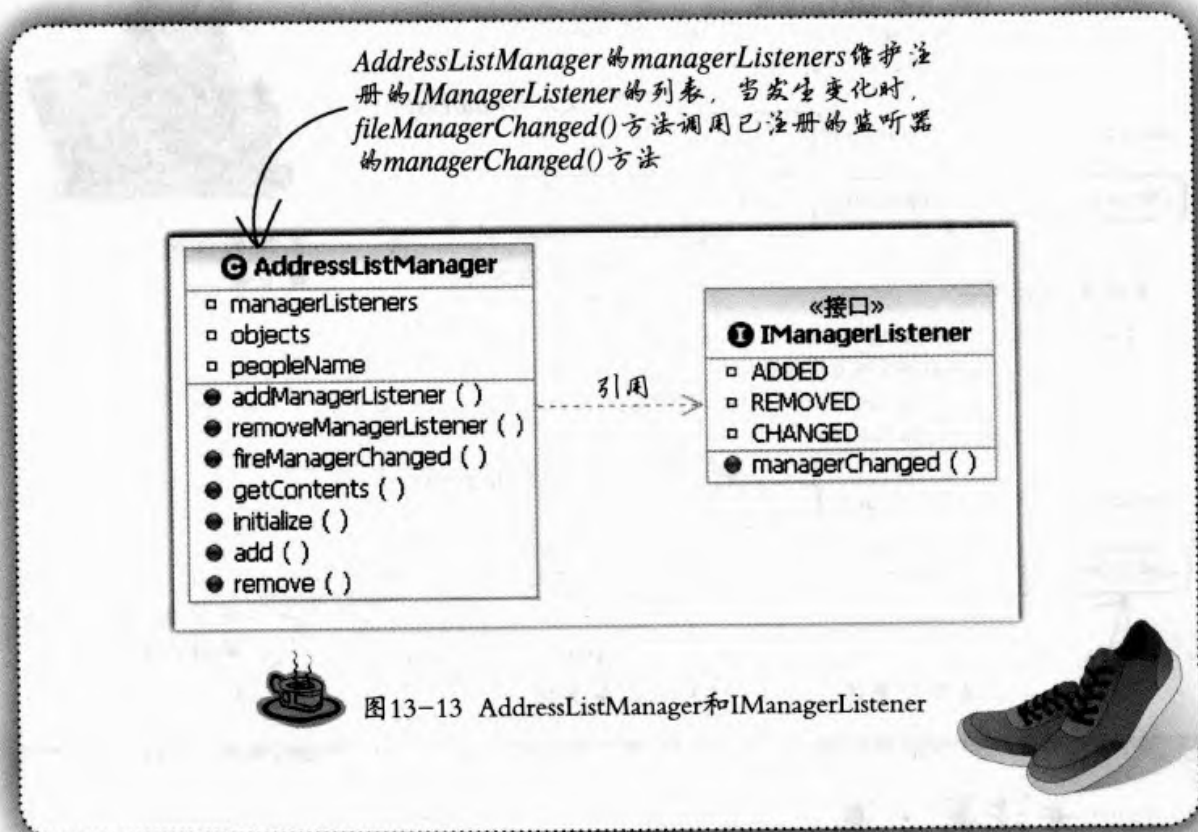 AddressListManager的managerListeners维护注
册的IManagerListener的列表，当发生变化时，
fileManagerChanged()方法调用已注册的监听器
的managerChanged()方法
C AddressListManager
managerListeners
objects
peopleName
addManagerListener ( )
removeManagerListener ( )
fireManagerChanged ( )
getContents ( )
initialize ( )
add ( )
remove ( )
引用
«接口»
I IManagerListener
ADDED
REMOVED
CHANGED
managerChanged ( )
图13-13 AddressListManager和IManagerListener